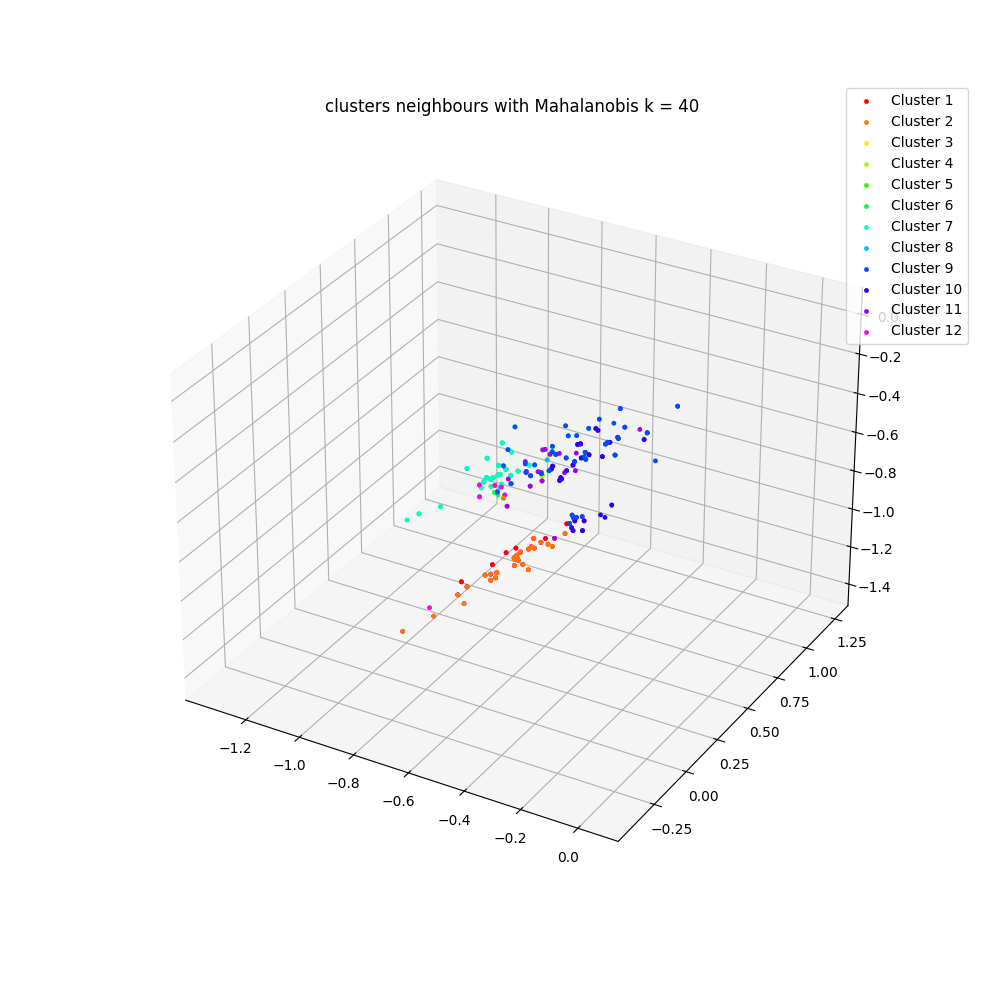 clusters neighbours with Mahalanobis k = 40
Cluster 1
Cluster 2
Cluster 3
Cluster 4
Cluster 5
Cluster 6
Cluster 7
Cluster 8
Cluster 9
Cluster 10
Cluster 11
Cluster 12
0.0
−0.2
−0.4
−0.6
−0.8
−1.0
−1.2
−1.4
1.25
1.00
0.75
0.50
0.25
0.00
−0.25
−1.2
−1.0
−0.8
−0.6
−0.4
−0.2
0.0